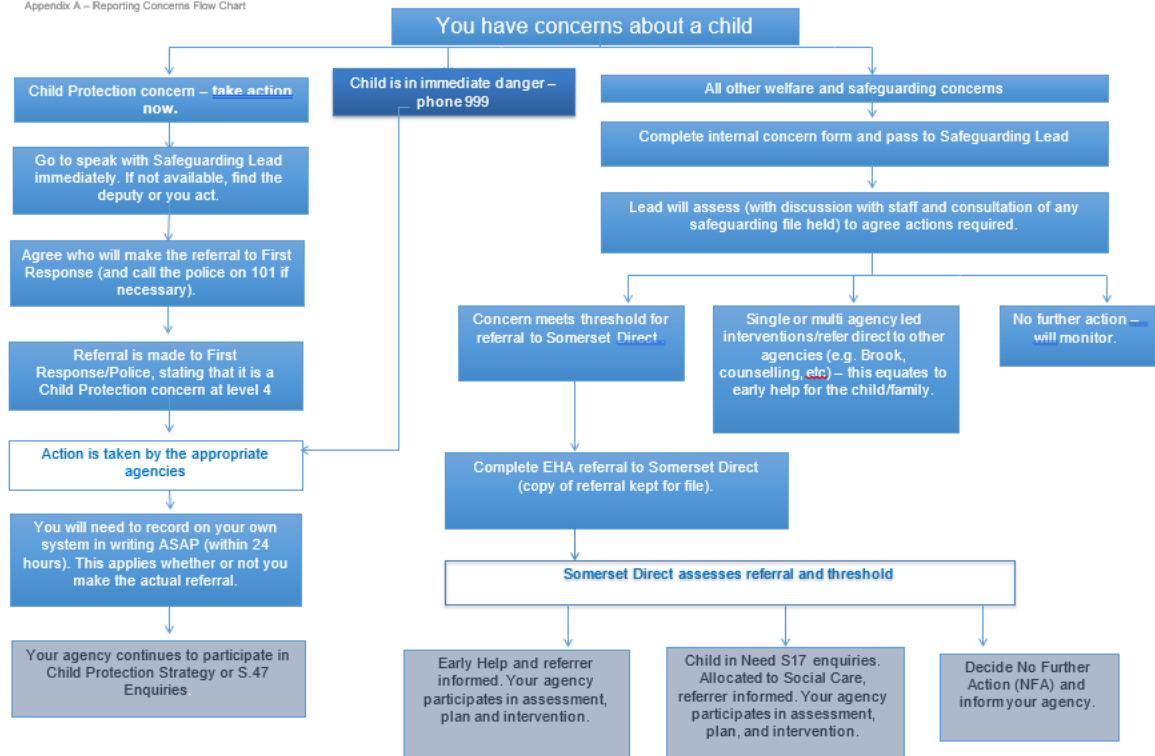 Appendix A – Reporting Concerns Flow Chart
You have concerns about a child
Child Protection concern – take action
now.
Child is in immediate danger –
phone 999
All other welfare and safeguarding concerns
Go to speak with Safeguarding Lead
immediately. If not available, find the
deputy or you act.
Complete internal concern form and pass to Safeguarding Lead
Lead will assess (with discussion with staff and consultation of any
safeguarding file held) to agree actions required.
Agree who will make the referral to First
Response (and call the police on 101 if
necessary).
Concern meets threshold for
referral to Somerset Direct.
Single or multi agency led
interventions/refer direct to other
agencies (e.g. Brook,
counselling, etc) – this equates to
early help for the child/family.
No further action –
will monitor.
Referral is made to First
Response/Police, stating that it is a
Child Protection concern at level 4
Action is taken by the appropriate
agencies
Complete EHA referral to Somerset Direct
(copy of referral kept for file).
You will need to record on your own
system in writing ASAP (within 24
hours). This applies whether or not you
make the actual referral.
Somerset Direct assesses referral and threshold
Your agency continues to participate in
Child Protection Strategy or S.47
Enquiries.
Early Help and referrer
informed. Your agency
participates in assessment,
plan and intervention.
Child in Need S17 enquiries.
Allocated to Social Care,
referrer informed. Your agency
participates in assessment,
plan, and intervention.
Decide No Further
Action (NFA) and
inform your agency.